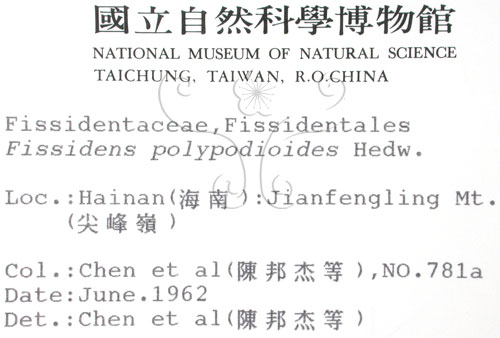 國立自然科學博物館
NATIONAL MUSEUM OF NATURAL SCIENCE
TAICHUNG, TAIWAN, R.O.CHINA
Fissidentaceae,Fissidentales
Fissidens polypodioides Hedw.
Loc.:Hainan(海南):Jianfengling Mt.
(尖峰嶺)
Col.:Chen et al(陳邦杰等),NO.781a
Date:June.1962
Det.:Chen et al(陳邦杰等)